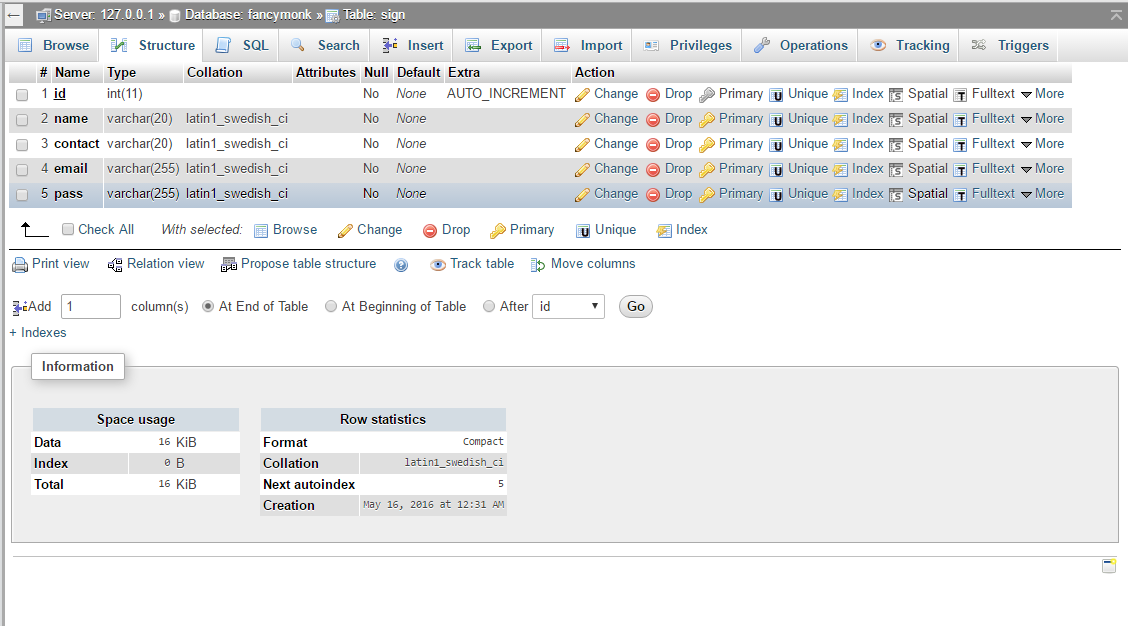 Server: 127.0.0.1 » Database: fancymonk » Table: sign
Browse Structure SQL Search Insert Export Import Privileges Operations Tracking Triggers
# Name Type Collation Attributes Null Default Extra Action
1 id int(11) No None AUTO_INCREMENT Change Drop Primary Unique Index Spatial Fulltext More
2 name varchar(20) latin1_swedish_ci No None Change Drop Primary Unique Index Spatial Fulltext More
3 contact varchar(20) latin1_swedish_ci No None Change Drop Primary Unique Index Spatial Fulltext More
4 email varchar(255) latin1_swedish_ci No None Change Drop Primary Unique Index Spatial Fulltext More
5 pass varchar(255) latin1_swedish_ci No None Change Drop Primary Unique Index Spatial Fulltext More
Check All With selected: Browse Change Drop Primary Unique Index
Print view Relation view Propose table structure Track table Move columns
Add 1 column(s) At End of Table At Beginning of Table After id Go
+ Indexes
Information
Space usage
Data 16 KiB
Index 0 B
Total 16 KiB
Row statistics
Format Compact
Collation latin1_swedish_ci
Next autoindex 5
Creation May 16, 2016 at 12:31 AM